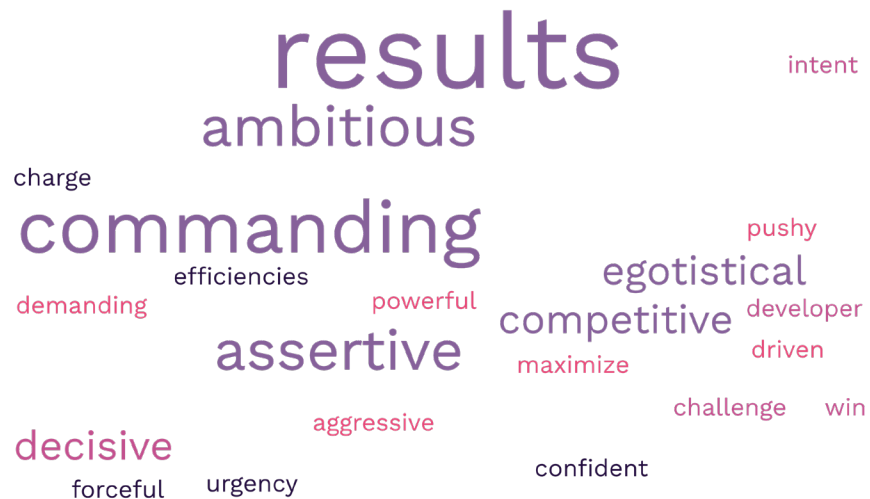 results
intent
ambitious
charge
commanding
pushy
efficiencies
egotistical
demanding
powerful
competitive
developer
assertive
maximize
driven
challenge
win
aggressive
decisive
confident
forceful
urgency